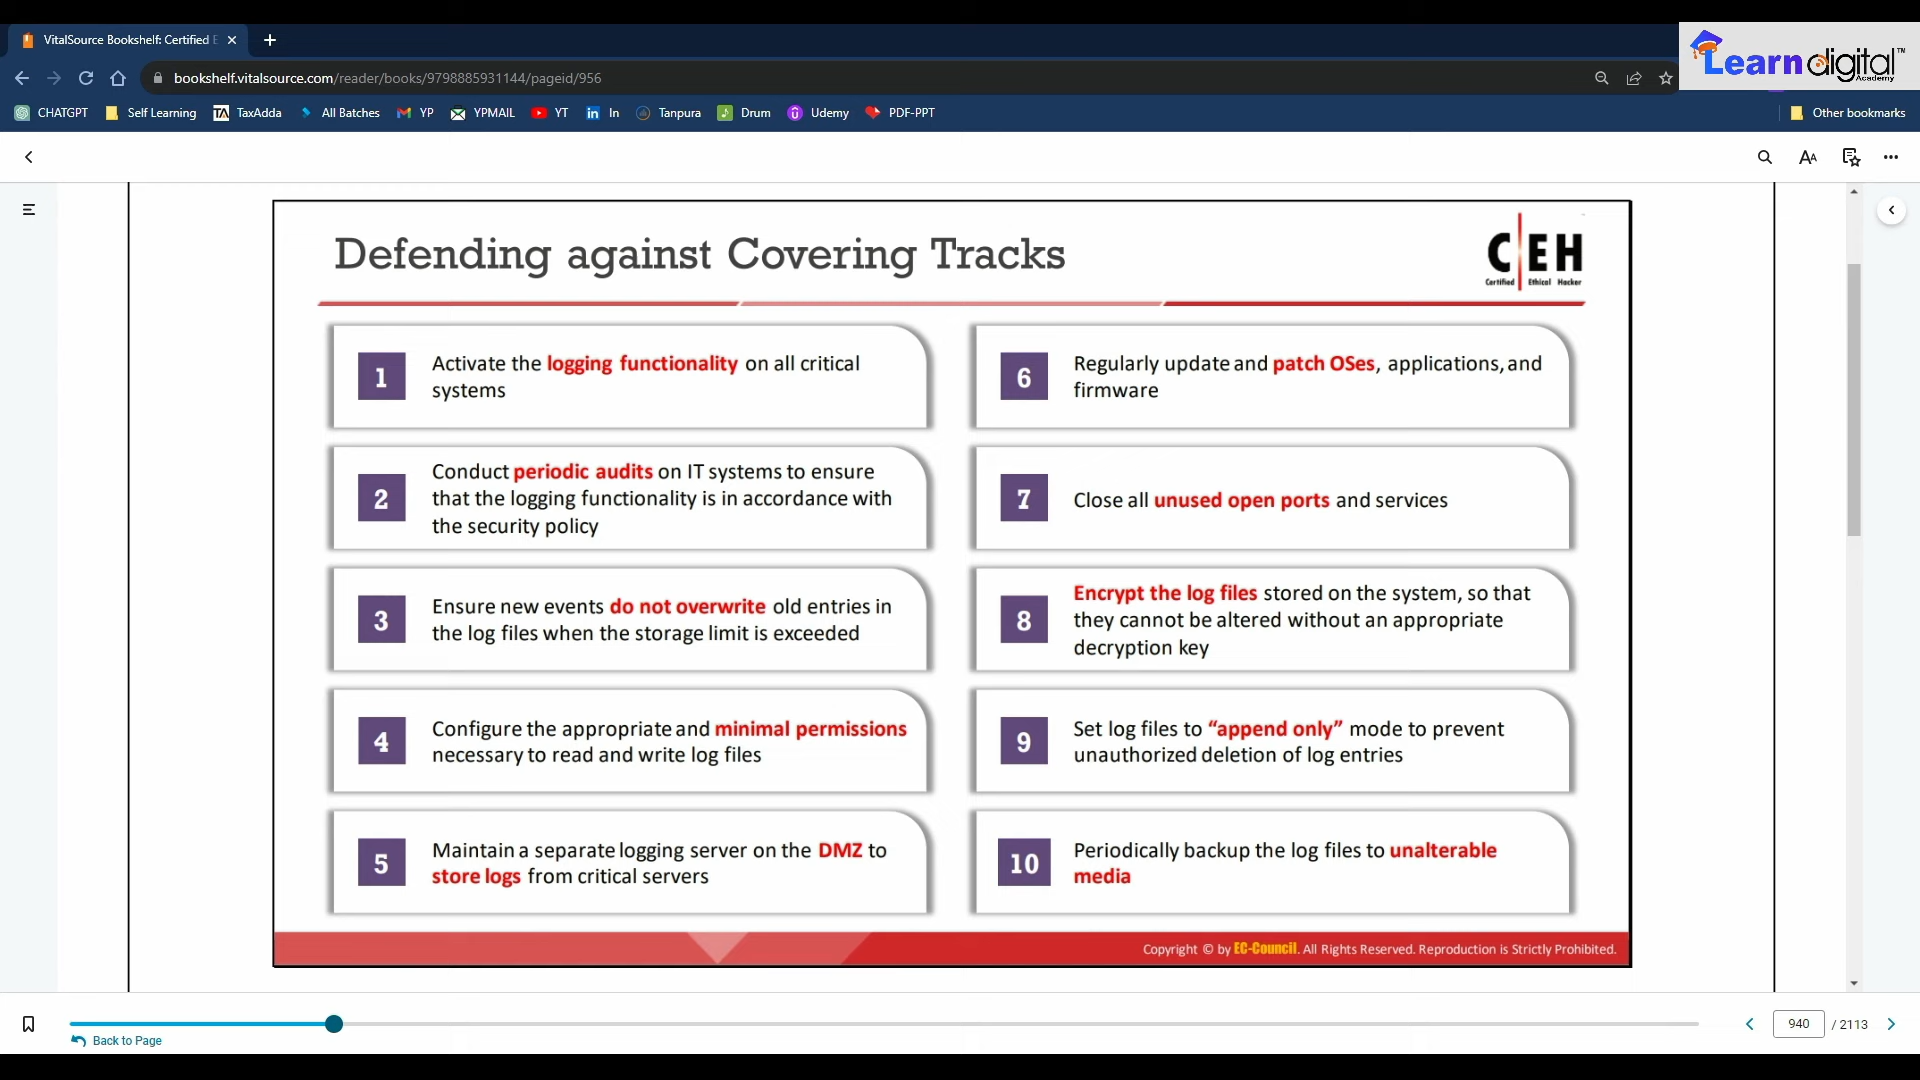 VitalSource Bookshelf: Certified E
Learn digital™
Academy
bookshelf.vitalsource.com/reader/books/9798885931144/pageid/956
CHATGPT Self Learning TA TaxAdda All Batches YP YPMAIL YT In Tanpura Drum Udemy PDF-PPT Other bookmarks
Defending against Covering Tracks
CEH
Certified Ethical Hacker
1 Activate the logging functionality on all critical
systems
2 Conduct periodic audits on IT systems to ensure
that the logging functionality is in accordance with
the security policy
3 Ensure new events do not overwrite old entries in
the log files when the storage limit is exceeded
4 Configure the appropriate and minimal permissions
necessary to read and write log files
5 Maintain a separate logging server on the DMZ to
store logs from critical servers
6 Regularly update and patch OSes, applications, and
firmware
7 Close all unused open ports and services
8 Encrypt the log files stored on the system, so that
they cannot be altered without an appropriate
decryption key
9 Set log files to “append only” mode to prevent
unauthorized deletion of log entries
10 Periodically backup the log files to unalterable
media
Copyright © by EC-Council. All Rights Reserved. Reproduction is Strictly Prohibited.
940 / 2113
Back to Page